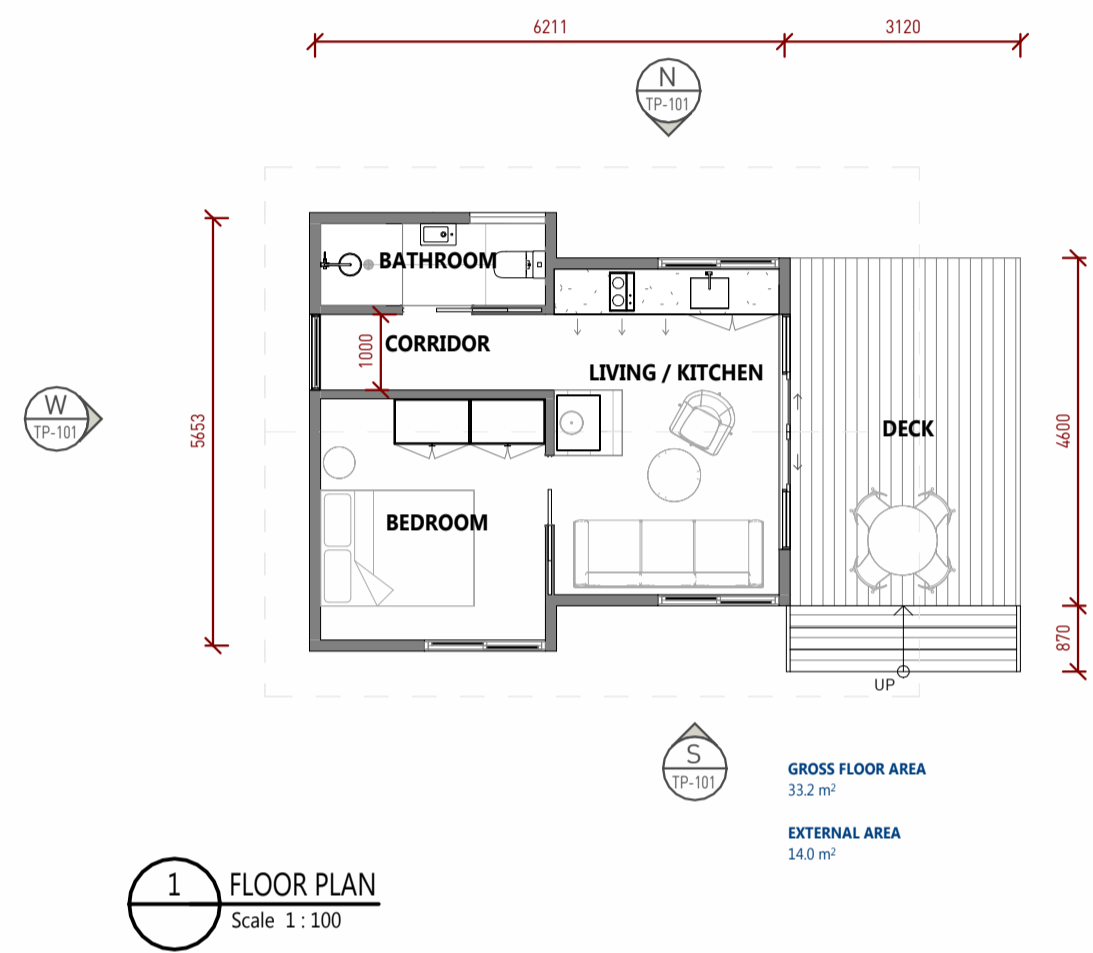 6211
3120
N
TP-101
BATHROOM
1000
CORRIDOR
LIVING / KITCHEN
W
TP-101
5653
DECK
4600
BEDROOM
870
UP
S
TP-101
GROSS FLOOR AREA
33.2 m²
EXTERNAL AREA
14.0 m²
1
FLOOR PLAN
Scale 1 : 100